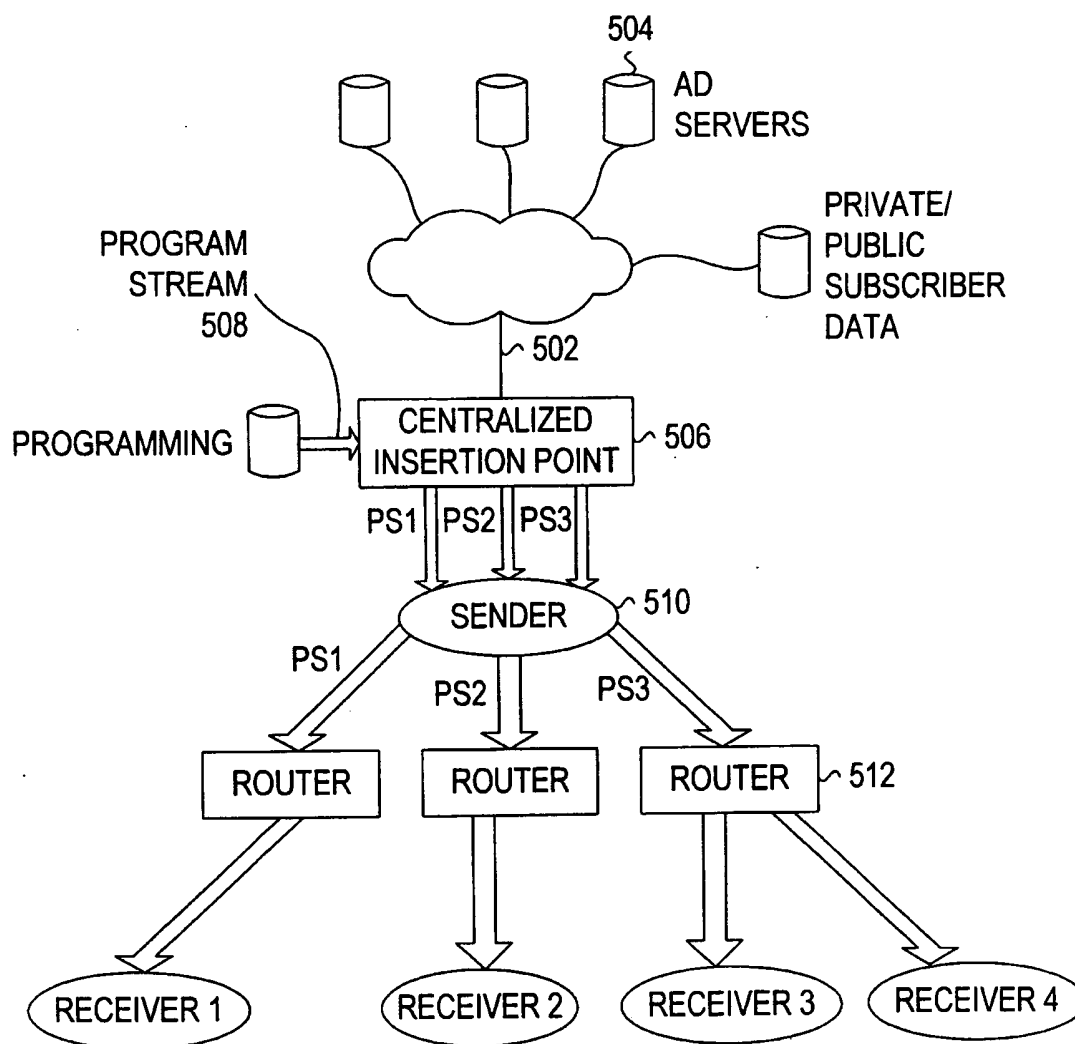 504
AD
SERVERS
PRIVATE/
PUBLIC
SUBSCRIBER
DATA
PROGRAM
STREAM
508
502
PROGRAMMING
CENTRALIZED
INSERTION POINT
506
PS1
PS2
PS3
SENDER
510
PS1
PS2
PS3
ROUTER
ROUTER
ROUTER
512
RECEIVER 1
RECEIVER 2
RECEIVER 3
RECEIVER 4